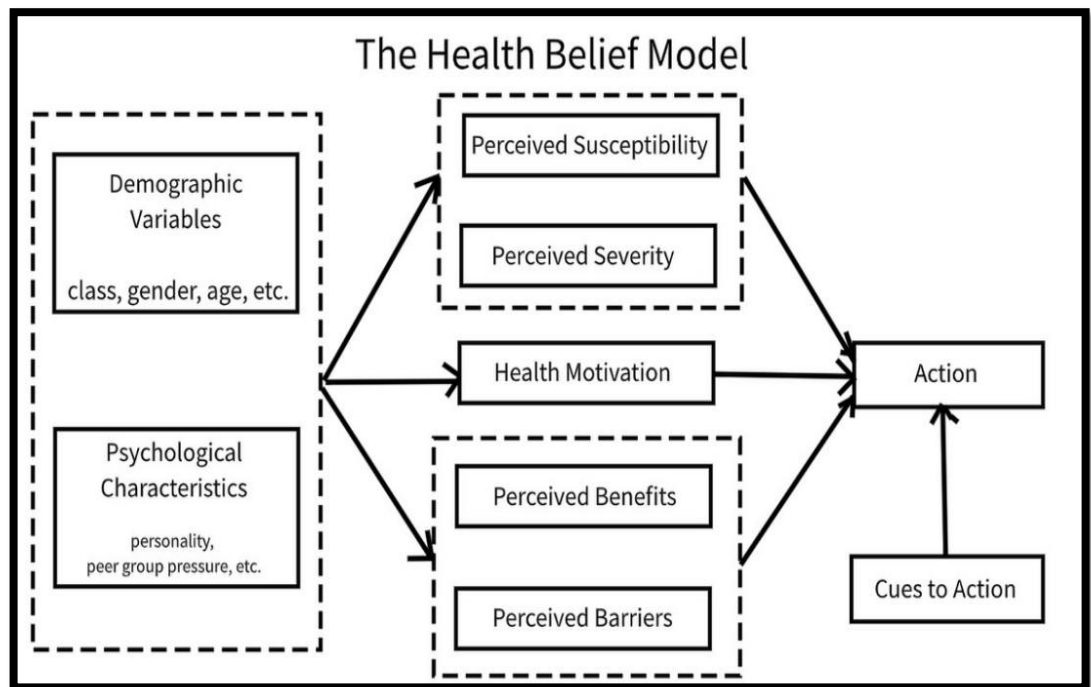 The Health Belief Model
Demographic
Variables
class, gender, age, etc.
Psychological
Characteristics
personality,
peer group pressure, etc.
Perceived Susceptibility
Perceived Severity
Health Motivation
Perceived Benefits
Perceived Barriers
Action
Cues to Action